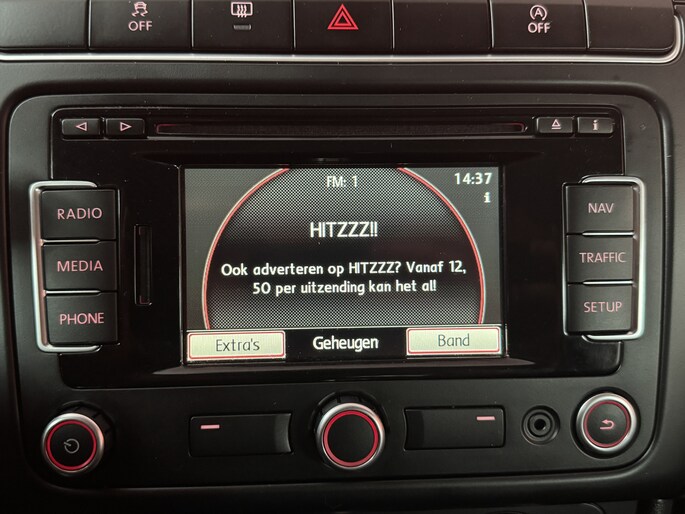 OFF
OFF
i
FM: 1
14:37
i
RADIO
HITZZZ!!
NAV
MEDIA
Ook adverteren op HITZZZ? Vanaf 12,
50 per uitzending kan het al!
TRAFFIC
PHONE
SETUP
Extra's
Geheugen
Band